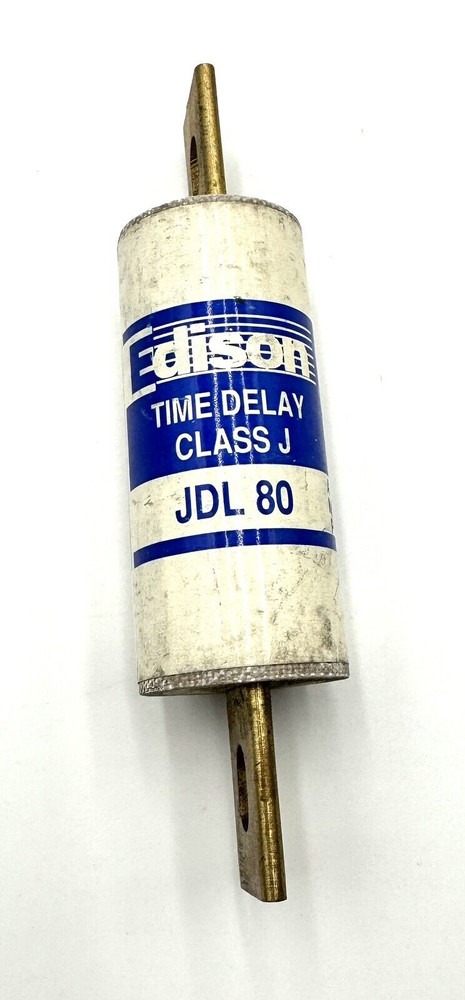 Edison
TIME DELAY
CLASS J
JDL 80